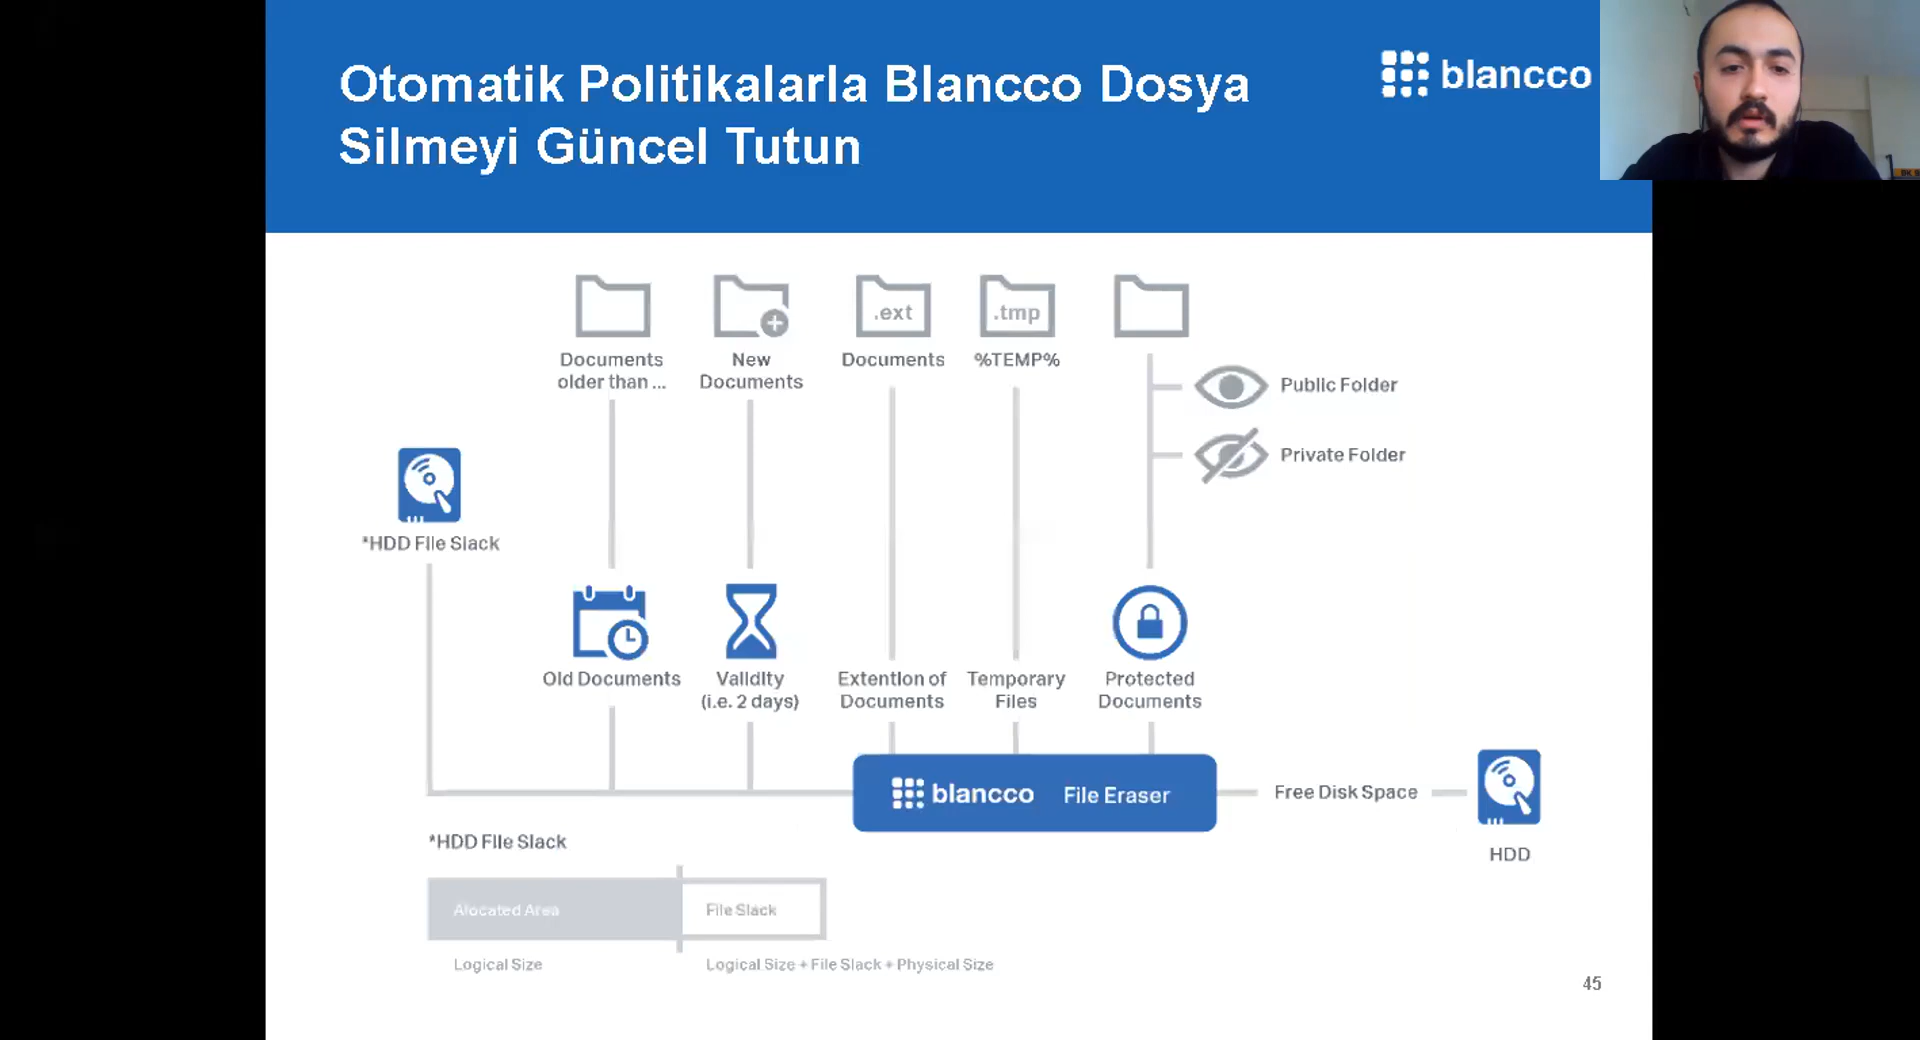 Otomatik Politikalarla Blancco Dosya
Silmeyi Güncel Tutun
blancco
.ext
.tmp
Documents
older than ...
New
Documents
Documents
%TEMP%
Public Folder
Private Folder
*HDD File Slack
Old Documents
Validity
(i.e. 2 days)
Extention of
Documents
Temporary
Files
Protected
Documents
blancco File Eraser
Free Disk Space
HDD
*HDD File Slack
Alocated Area
File Slack
Logical Size
Logical Size + File Slack + Physical Size
45